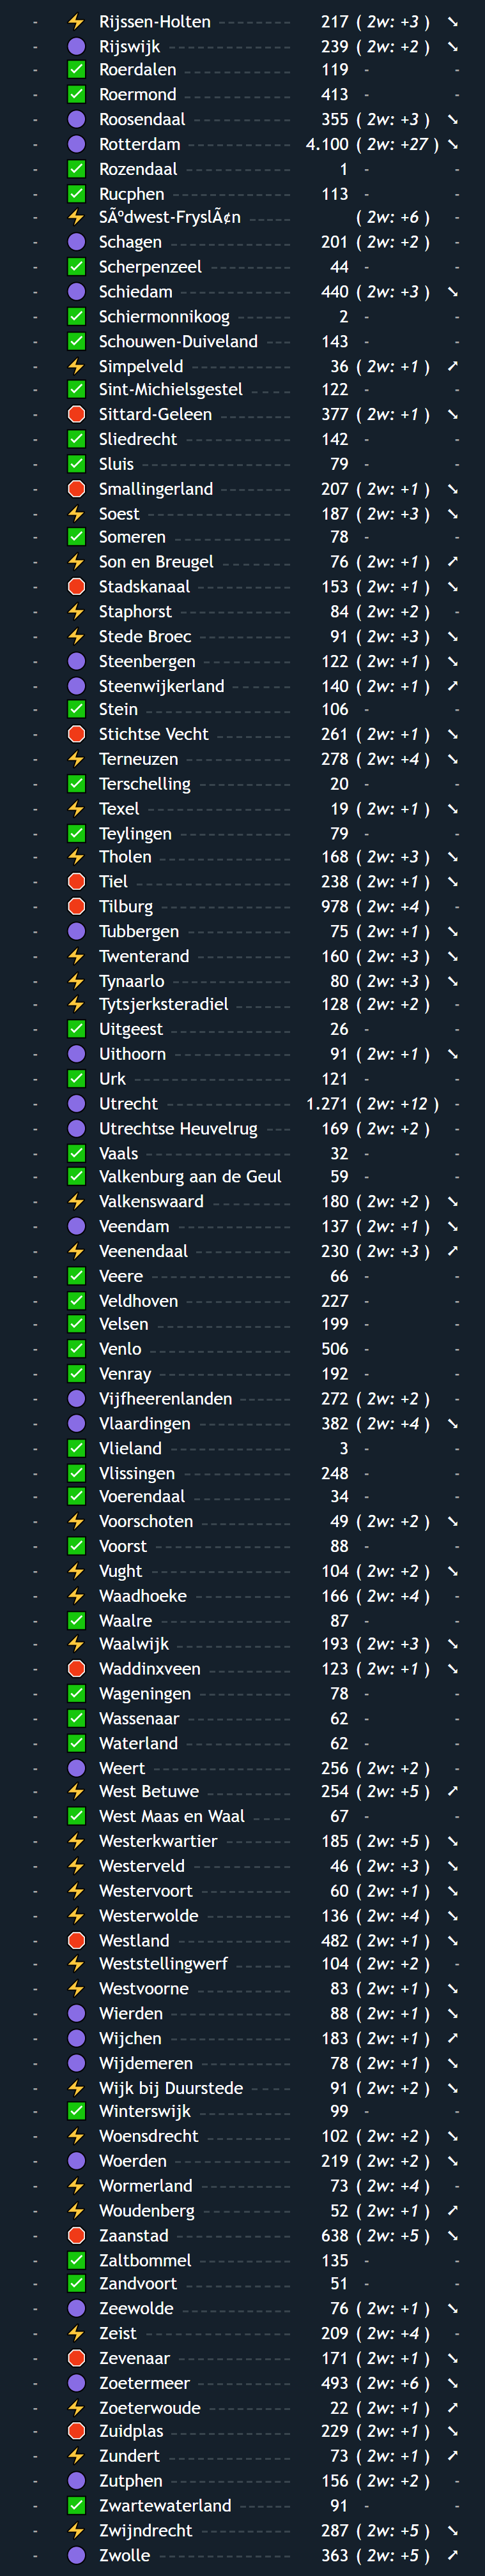 - ⚡ Rijssen-Holten 217 ( 2w: +3 ) ➘
- 🟣 Rijswijk 239 ( 2w: +2 ) ➘
- ✅ Roerdalen 119 - -
- ✅ Roermond 413 - -
- 🟣 Roosendaal 355 ( 2w: +3 ) ➘
- 🟣 Rotterdam 4.100 ( 2w: +27 ) ➘
- ✅ Rozendaal 1 - -
- ✅ Rucphen 113 - -
- ⚡ SÃºdwest-FryslÃ¢n ( 2w: +6 ) -
- 🟣 Schagen 201 ( 2w: +2 ) -
- ✅ Scherpenzeel 44 - -
- 🟣 Schiedam 440 ( 2w: +3 ) ➘
- ✅ Schiermonnikoog 2 - -
- ✅ Schouwen-Duiveland 143 - -
- ⚡ Simpelveld 36 ( 2w: +1 ) ➚
- ✅ Sint-Michielsgestel 122 - -
- 🛑 Sittard-Geleen 377 ( 2w: +1 ) ➘
- ✅ Sliedrecht 142 - -
- ✅ Sluis 79 - -
- 🛑 Smallingerland 207 ( 2w: +1 ) ➘
- ⚡ Soest 187 ( 2w: +3 ) ➘
- ✅ Someren 78 - -
- ⚡ Son en Breugel 76 ( 2w: +1 ) ➚
- 🛑 Stadskanaal 153 ( 2w: +1 ) ➘
- ⚡ Staphorst 84 ( 2w: +2 ) -
- ⚡ Stede Broec 91 ( 2w: +3 ) ➘
- 🟣 Steenbergen 122 ( 2w: +1 ) ➘
- 🟣 Steenwijkerland 140 ( 2w: +1 ) ➚
- ✅ Stein 106 - -
- 🛑 Stichtse Vecht 261 ( 2w: +1 ) ➘
- ⚡ Terneuzen 278 ( 2w: +4 ) ➘
- ✅ Terschelling 20 - -
- ⚡ Texel 19 ( 2w: +1 ) ➘
- ✅ Teylingen 79 - -
- ⚡ Tholen 168 ( 2w: +3 ) ➘
- 🛑 Tiel 238 ( 2w: +1 ) ➘
- 🛑 Tilburg 978 ( 2w: +4 ) -
- 🟣 Tubbergen 75 ( 2w: +1 ) ➘
- ⚡ Twenterand 160 ( 2w: +3 ) ➘
- ⚡ Tynaarlo 80 ( 2w: +3 ) ➘
- ⚡ Tytsjerksteradiel 128 ( 2w: +2 ) -
- ✅ Uitgeest 26 - -
- 🟣 Uithoorn 91 ( 2w: +1 ) ➘
- ✅ Urk 121 - -
- 🟣 Utrecht 1.271 ( 2w: +12 ) -
- 🟣 Utrechtse Heuvelrug 169 ( 2w: +2 ) -
- ✅ Vaals 32 - -
- ✅ Valkenburg aan de Geul 59 - -
- ⚡ Valkenswaard 180 ( 2w: +2 ) ➘
- 🟣 Veendam 137 ( 2w: +1 ) ➘
- ⚡ Veenendaal 230 ( 2w: +3 ) ➚
- ✅ Veere 66 - -
- ✅ Veldhoven 227 - -
- ✅ Velsen 199 - -
- ✅ Venlo 506 - -
- ✅ Venray 192 - -
- 🟣 Vijfheerenlanden 272 ( 2w: +2 ) -
- 🟣 Vlaardingen 382 ( 2w: +4 ) ➘
- ✅ Vlieland 3 - -
- ✅ Vlissingen 248 - -
- ✅ Voerendaal 34 - -
- ⚡ Voorschoten 49 ( 2w: +2 ) ➘
- ✅ Voorst 88 - -
- ⚡ Vught 104 ( 2w: +2 ) ➘
- ⚡ Waadhoeke 166 ( 2w: +4 ) -
- ✅ Waalre 87 - -
- ⚡ Waalwijk 193 ( 2w: +3 ) ➘
- 🛑 Waddinxveen 123 ( 2w: +1 ) ➘
- ✅ Wageningen 78 - -
- ✅ Wassenaar 62 - -
- ✅ Waterland 62 - -
- 🟣 Weert 256 ( 2w: +2 ) -
- ⚡ West Betuwe 254 ( 2w: +5 ) ➚
- ✅ West Maas en Waal 67 - -
- ⚡ Westerkwartier 185 ( 2w: +5 ) ➘
- ⚡ Westerveld 46 ( 2w: +3 ) ➘
- ⚡ Westervoort 60 ( 2w: +1 ) ➘
- ⚡ Westerwolde 136 ( 2w: +4 ) ➘
- 🛑 Westland 482 ( 2w: +1 ) ➘
- ⚡ Weststellingwerf 104 ( 2w: +2 ) -
- ⚡ Westvoorne 83 ( 2w: +1 ) ➘
- 🟣 Wierden 88 ( 2w: +1 ) ➘
- 🟣 Wijchen 183 ( 2w: +1 ) ➚
- 🟣 Wijdemeren 78 ( 2w: +1 ) ➘
- ⚡ Wijk bij Duurstede 91 ( 2w: +2 ) ➘
- ✅ Winterswijk 99 - -
- ⚡ Woensdrecht 102 ( 2w: +2 ) ➘
- 🟣 Woerden 219 ( 2w: +2 ) ➘
- ⚡ Wormerland 73 ( 2w: +4 ) -
- ⚡ Woudenberg 52 ( 2w: +1 ) ➚
- 🛑 Zaanstad 638 ( 2w: +5 ) ➘
- ✅ Zaltbommel 135 - -
- ✅ Zandvoort 51 - -
- 🟣 Zeewolde 76 ( 2w: +1 ) ➘
- ⚡ Zeist 209 ( 2w: +4 ) -
- 🛑 Zevenaar 171 ( 2w: +1 ) ➘
- 🟣 Zoetermeer 493 ( 2w: +6 ) ➘
- ⚡ Zoeterwoude 22 ( 2w: +1 ) ➚
- 🛑 Zuidplas 229 ( 2w: +1 ) ➘
- ⚡ Zundert 73 ( 2w: +1 ) ➚
- 🟣 Zutphen 156 ( 2w: +2 ) -
- ✅ Zwartewaterland 91 - -
- ⚡ Zwijndrecht 287 ( 2w: +5 ) ➘
- 🟣 Zwolle 363 ( 2w: +5 ) ➚